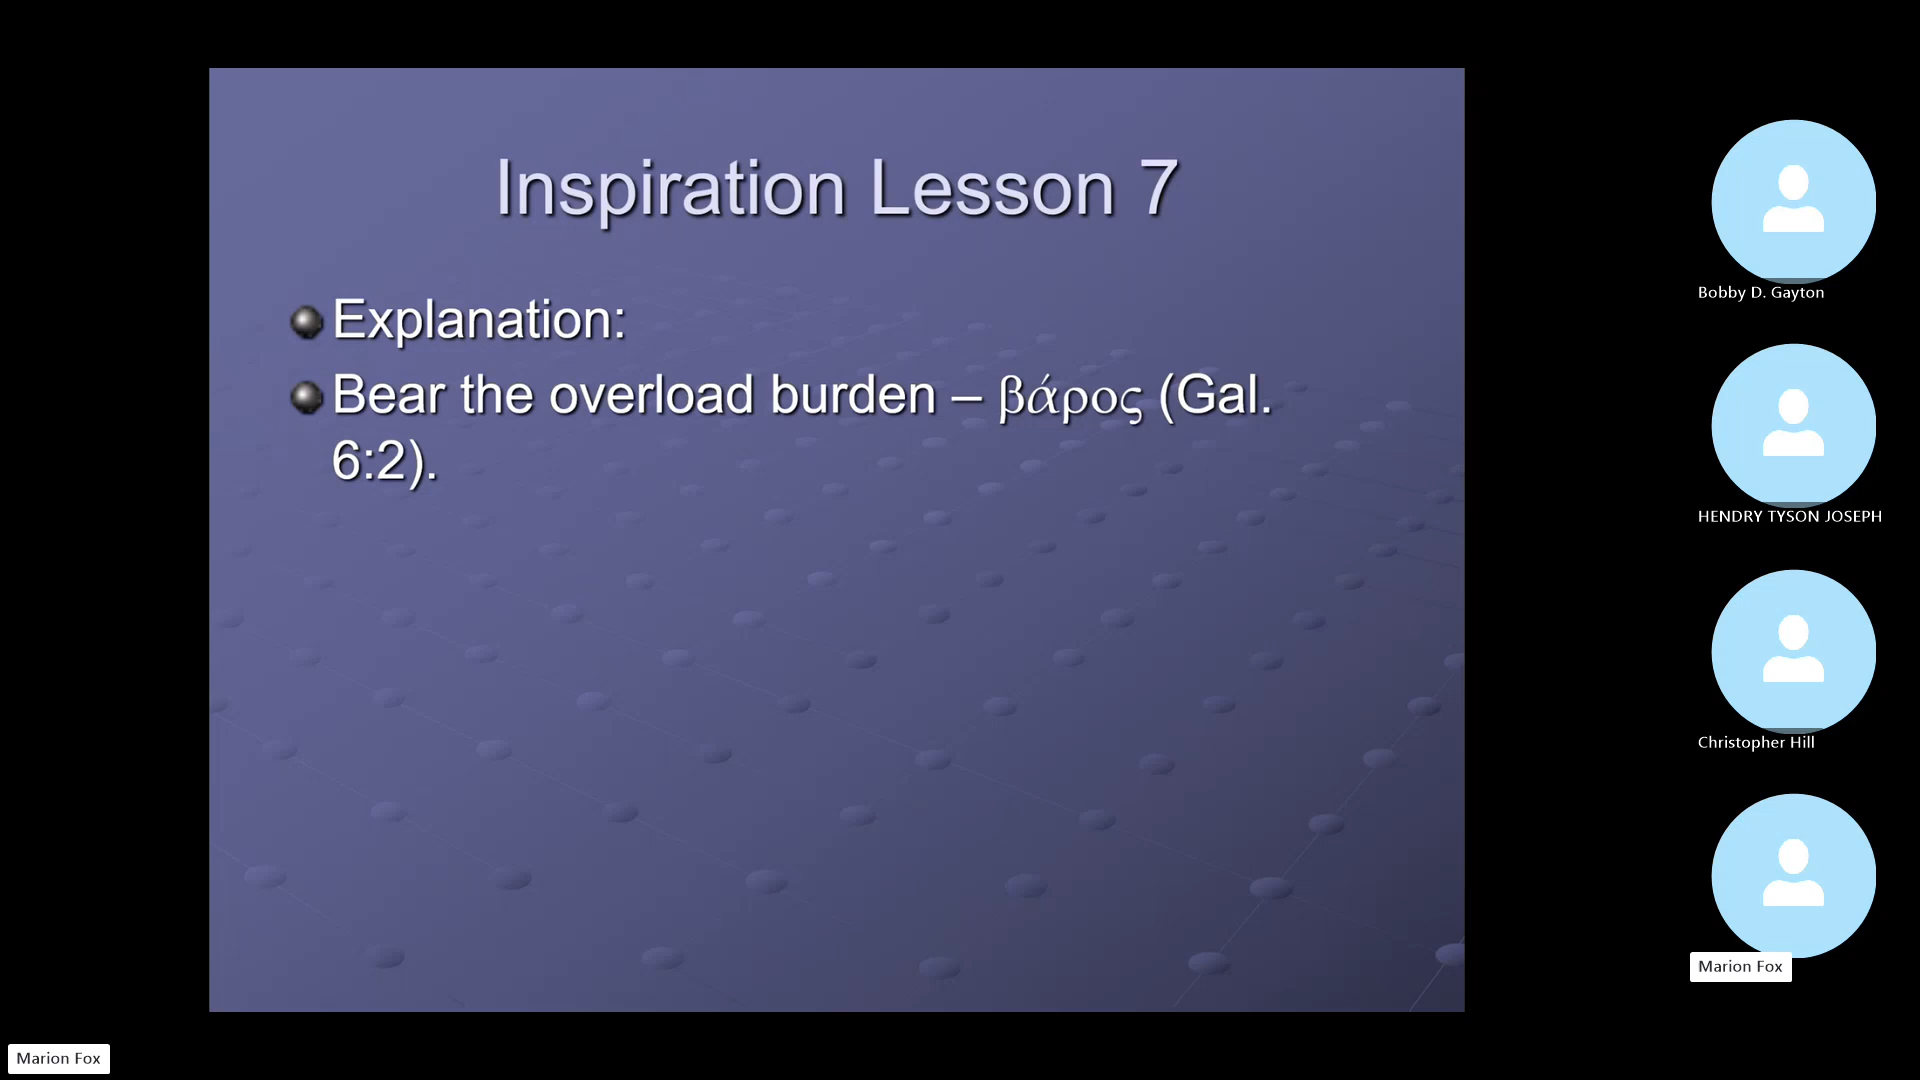 Inspiration Lesson 7
Explanation:
Bear the overload burden – βάρος (Gal.
6:2).
Bobby D. Gayton
HENDRY TYSON JOSEPH
Christopher Hill
Marion Fox
Marion Fox